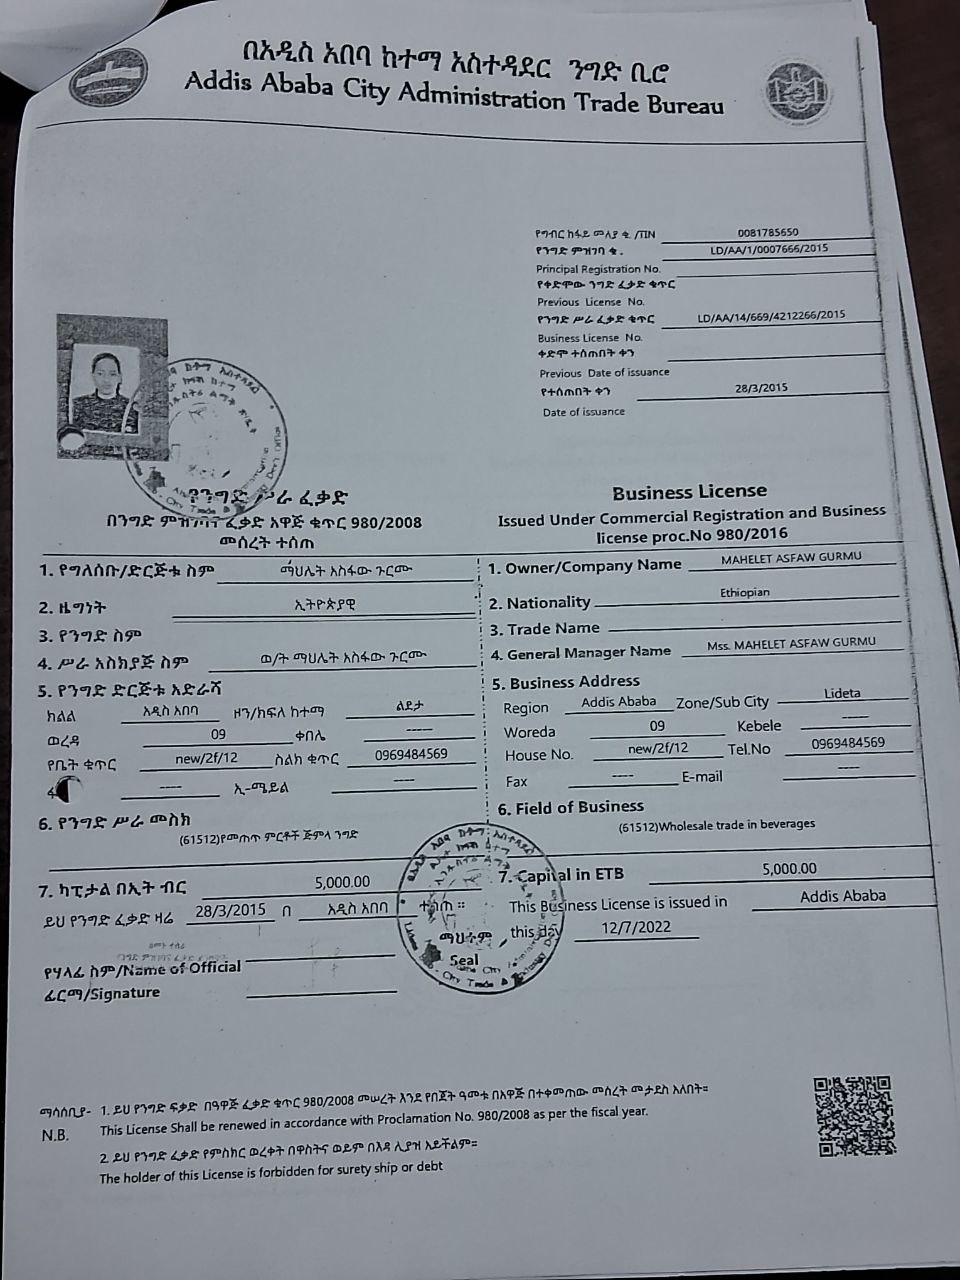 በአዲስ አበባ ከተማ አስተዳደር ንግድ ቢሮ
Addis Ababa City Administration Trade Bureau
የግብር ከፋይ መለያ ቁ /TIN 0081785650
የንግድ ምዝገባ ቁ. LD/AA/1/0007666/2015
Principal Registration No.
የቀድሞው ንግድ ፈቃድ ቁጥር
Previous License No.
የንግድ ሥራ ፈቃድ ቁጥር LD/AA/14/669/4212266/2015
Business License No.
ቀድሞ ተሰጠበት ቀን
Previous Date of issuance
የተሰጠበት ቀን 28/3/2015
Date of issuance
የንግድ ሥራ ፈቃድ
በንግድ ምዝገባና ፈቃድ አዋጅ ቁጥር 980/2008
መሰረት ተሰጠ
Business License
Issued Under Commercial Registration and Business
license proc.No 980/2016
1. የግለሰቡ/ድርጅቱ ስም ማህሌት አስፋው ጉርሙ
1. Owner/Company Name MAHELET ASFAW GURMU
2. ዜግነት ኢትዮጵያዊ
2. Nationality Ethiopian
3. የንግድ ስም
3. Trade Name
4. ሥራ አስኪያጅ ስም ወ/ት ማህሌት አስፋው ጉርሙ
4. General Manager Name Mss. MAHELET ASFAW GURMU
5. የንግድ ድርጅቱ አድራሻ
5. Business Address
ክልል አዲስ አበባ ዞን/ክፍለ ከተማ ልደታ
Region Addis Ababa Zone/Sub City Lideta
ወረዳ 09 ቀበሌ -----
Woreda 09 Kebele -----
የቤት ቁጥር new/2f/12 ስልክ ቁጥር 0969484569
House No. new/2f/12 Tel.No 0969484569
---- ኢ-ሜይል ----
Fax ---- E-mail ----
6. የንግድ ሥራ መስክ
6. Field of Business
(61512)የመጠጥ ምርቶች ጅምላ ንግድ
(61512)Wholesale trade in beverages
7. ካፒታል በኢት ብር 5,000.00
7. Capital in ETB 5,000.00
ይህ የንግድ ፈቃድ ዛሬ 28/3/2015 በ አዲስ አበባ ተሰጠ ።
This Business License is issued in Addis Ababa
this day 12/7/2022
ማህተም
Seal
የሃላፊ ስም/Name of Official
ፊርማ/Signature
ማሳሰቢያ- 1. ይህ የንግድ ፍቃድ በዓዋጅ ፈቃድ ቁጥር 980/2008 መሠረት እንደ የበጀት ዓመቱ በአዋጅ በተቀመጠው መሰረት መታደስ አለበት።
N.B. This License Shall be renewed in accordance with Proclamation No. 980/2008 as per the fiscal year.
2. ይህ የንግድ ፈቃድ የምስክር ወረቀት በዋስትና ወይም በእዳ ሊያዝ አይችልም።
The holder of this License is forbidden for surety ship or debt